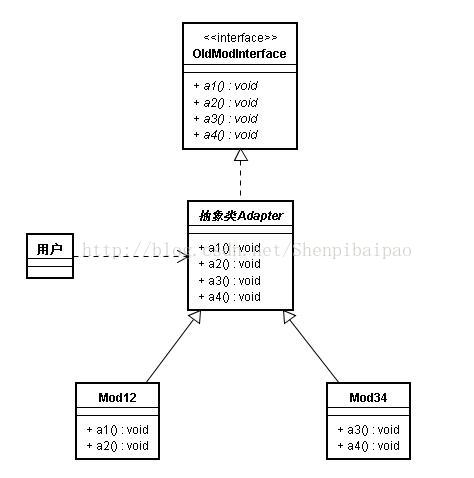 <<interface>>
OldModInterface
+ a1() : void
+ a2() : void
+ a3() : void
+ a4() : void
抽象类Adapter
+ a1() : void
+ a2() : void
+ a3() : void
+ a4() : void
用户
http://blog.csdn.net/Shenpibaipao
Mod12
+ a1() : void
+ a2() : void
Mod34
+ a3() : void
+ a4() : void